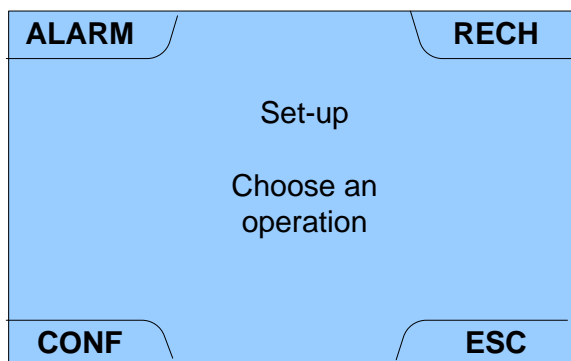 ALARM
RECH
Set-up
Choose an
operation
CONF
ESC